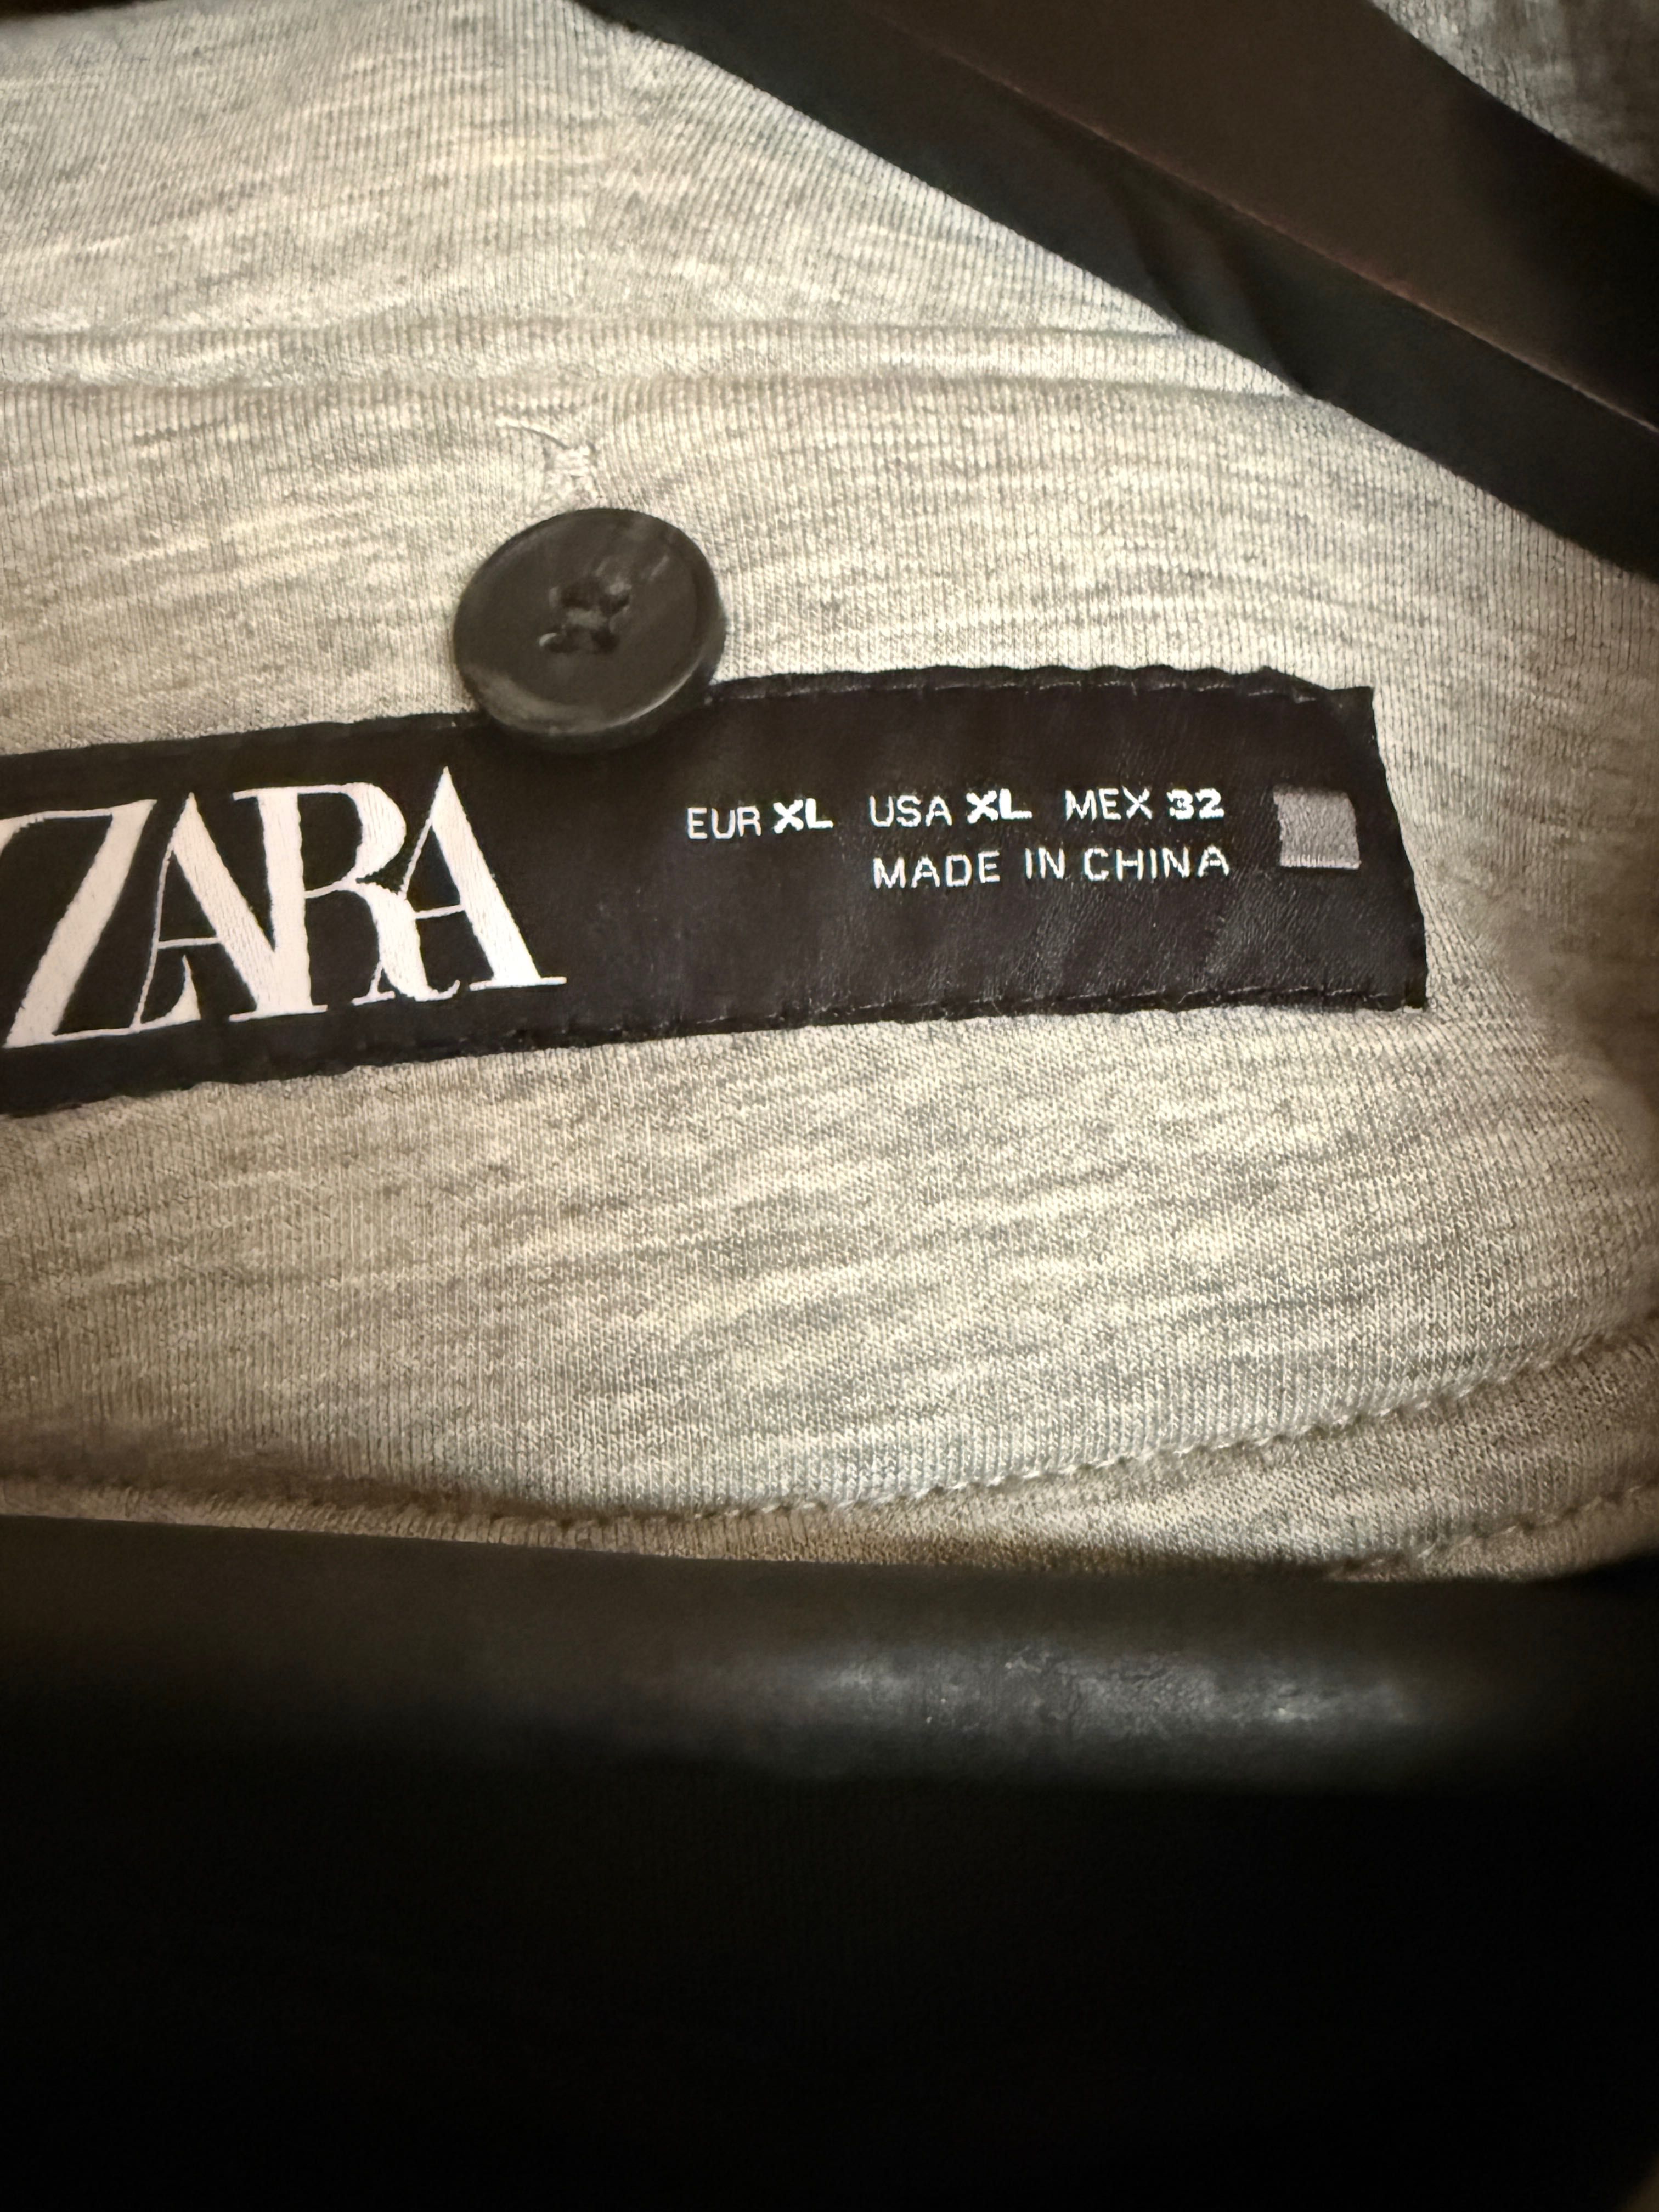 ZARA
EUR XL USA XL MEX 32
MADE IN CHINA